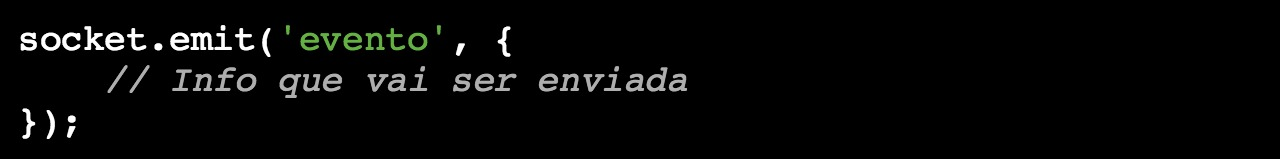 socket.emit('evento', {
    // Info que vai ser enviada
});